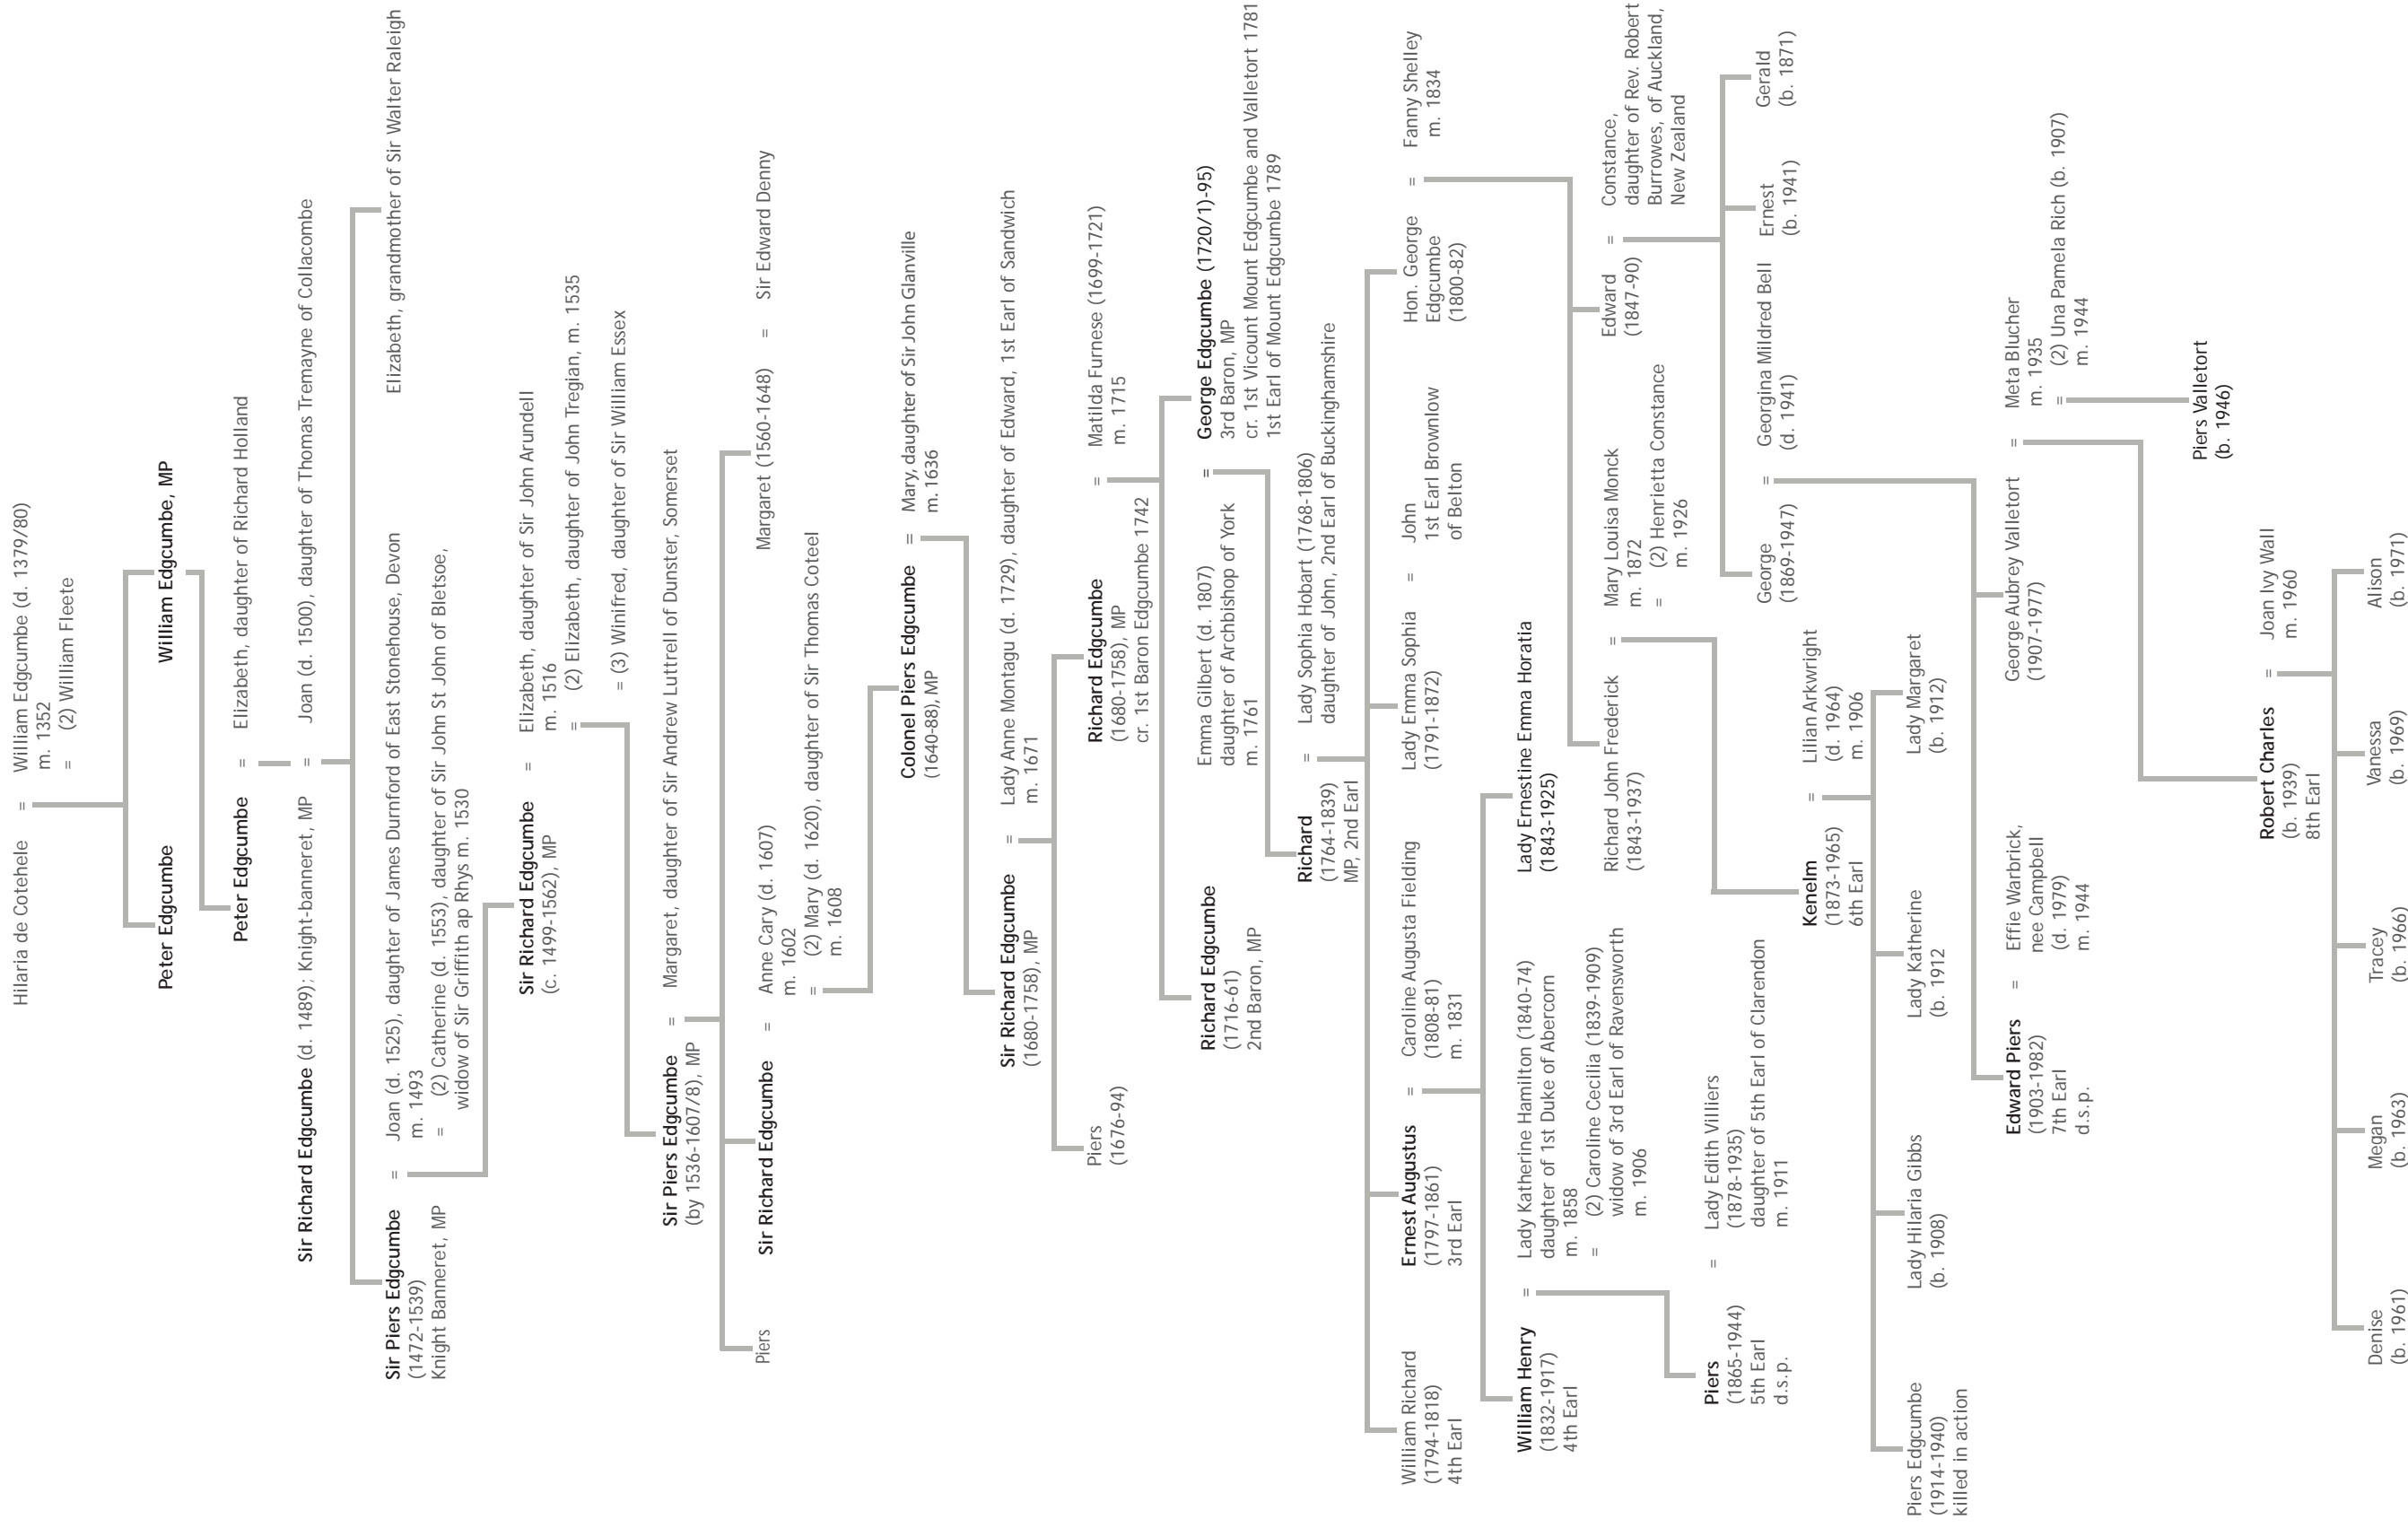 Hilaria de Cotehele = William Edgcumbe (d. 1379/80)
m. 1352
= (2) William Fleete
Peter Edgcumbe
William Edgcumbe, MP
Peter Edgcumbe = Elizabeth, daughter of Richard Holland
Sir Richard Edgcumbe (d. 1489); Knight-banneret, MP = Joan (d. 1500), daughter of Thomas Tremayne of Collacombe
Sir Piers Edgcumbe
(1472-1539)
Knight Banneret, MP
=
Joan (d. 1525), daughter of James Durnford of East Stonehouse, Devon
m. 1493
= (2) Catherine (d. 1553), daughter of Sir John St John of Bletsoe,
widow of Sir Griffith ap Rhys m. 1530
Elizabeth, grandmother of Sir Walter Raleigh
Sir Richard Edgcumbe
(c. 1499-1562), MP
=
Elizabeth, daughter of Sir John Arundell
m. 1516
= (2) Elizabeth, daughter of John Tregian, m. 1535
= (3) Winifred, daughter of Sir William Essex
Sir Piers Edgcumbe
(by 1536-1607/8), MP
=
Margaret, daughter of Sir Andrew Luttrell of Dunster, Somerset
Piers
Sir Richard Edgcumbe
=
Anne Cary (d. 1607)
m. 1602
= (2) Mary (d. 1620), daughter of Sir Thomas Coteel
m. 1608
Margaret (1560-1648) = Sir Edward Denny
Colonel Piers Edgcumbe
(1640-88), MP
=
Mary, daughter of Sir John Glanville
m. 1636
Sir Richard Edgcumbe
(1680-1758), MP
=
Lady Anne Montagu (d. 1729), daughter of Edward, 1st Earl of Sandwich
m. 1671
Piers
(1676-94)
Richard Edgcumbe
(1680-1758), MP
cr. 1st Baron Edgcumbe 1742
=
Matilda Furnese (1699-1721)
m. 1715
Richard Edgcumbe
(1716-61)
2nd Baron, MP
Emma Gilbert (d. 1807)
daughter of Archbishop of York
m. 1761
=
George Edgcumbe (1720/1)-95)
3rd Baron, MP
cr. 1st Vicount Mount Edgcumbe and Valletort 1781
1st Earl of Mount Edgcumbe 1789
Richard
(1764-1839)
MP, 2nd Earl
=
Lady Sophia Hobart (1768-1806)
daughter of John, 2nd Earl of Buckinghamshire
William Richard
(1794-1818)
4th Earl
Ernest Augustus
(1797-1861)
3rd Earl
=
Caroline Augusta Fielding
(1808-81)
m. 1831
Lady Emma Sophia
(1791-1872)
=
John
1st Earl Brownlow
of Belton
Hon. George
Edgcumbe
(1800-82)
=
Fanny Shelley
m. 1834
William Henry
(1832-1917)
4th Earl
=
Lady Katherine Hamilton (1840-74)
daughter of 1st Duke of Abercorn
m. 1858
= (2) Caroline Cecilia (1839-1909)
widow of 3rd Earl of Ravensworth
m. 1906
Lady Ernestine Emma Horatia
(1843-1925)
Richard John Frederick
(1843-1937)
=
Mary Louisa Monck
m. 1872
= (2) Henrietta Constance
m. 1926
Edward
(1847-90)
=
Constance,
daughter of Rev. Robert
Burrowes, of Auckland,
New Zealand
Piers
(1865-1944)
5th Earl
d.s.p.
=
Lady Edith Villiers
(1878-1935)
daughter of 5th Earl of Clarendon
m. 1911
George
(1869-1947)
=
Georgina Mildred Bell
(d. 1941)
Ernest
(b. 1941)
Gerald
(b. 1871)
Kenelm
(1873-1965)
6th Earl
=
Lilian Arkwright
(d. 1964)
m. 1906
Piers Edgcumbe
(1914-1940)
killed in action
Lady Hilaria Gibbs
(b. 1908)
Lady Katherine
b. 1912
Lady Margaret
(b. 1912)
Edward Piers
(1903-1982)
7th Earl
d.s.p.
=
Effie Warbrick,
nee Campbell
(d. 1979)
m. 1944
George Aubrey Valletort
(1907-1977)
=
Meta Blucher
m. 1935
= (2) Una Pamela Rich (b. 1907)
m. 1944
Piers Valletort
(b. 1946)
Robert Charles
(b. 1939)
8th Earl
=
Joan Ivy Wall
m. 1960
Denise
(b. 1961)
Megan
(b. 1963)
Tracey
(b. 1966)
Vanessa
(b. 1969)
Alison
(b. 1971)